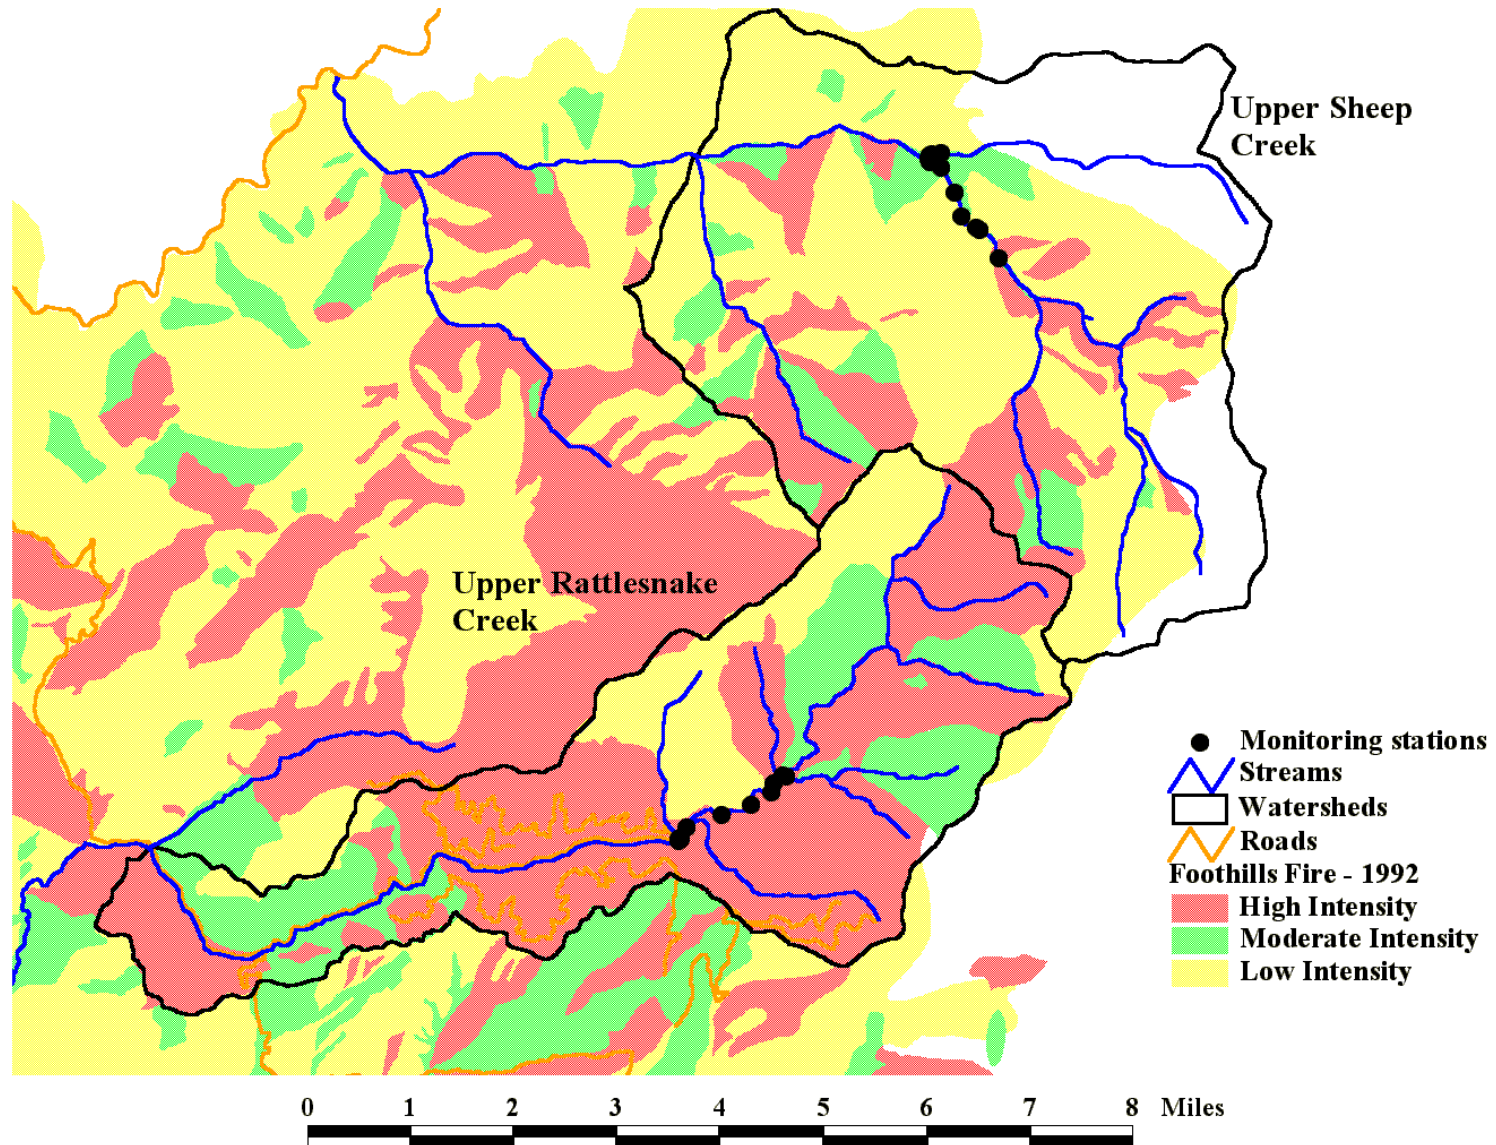 Upper Sheep
Creek
Upper Rattlesnake
Creek
Monitoring stations
Streams
Watersheds
Roads
Foothills Fire - 1992
High Intensity
Moderate Intensity
Low Intensity
0 1 2 3 4 5 6 7 8 Miles